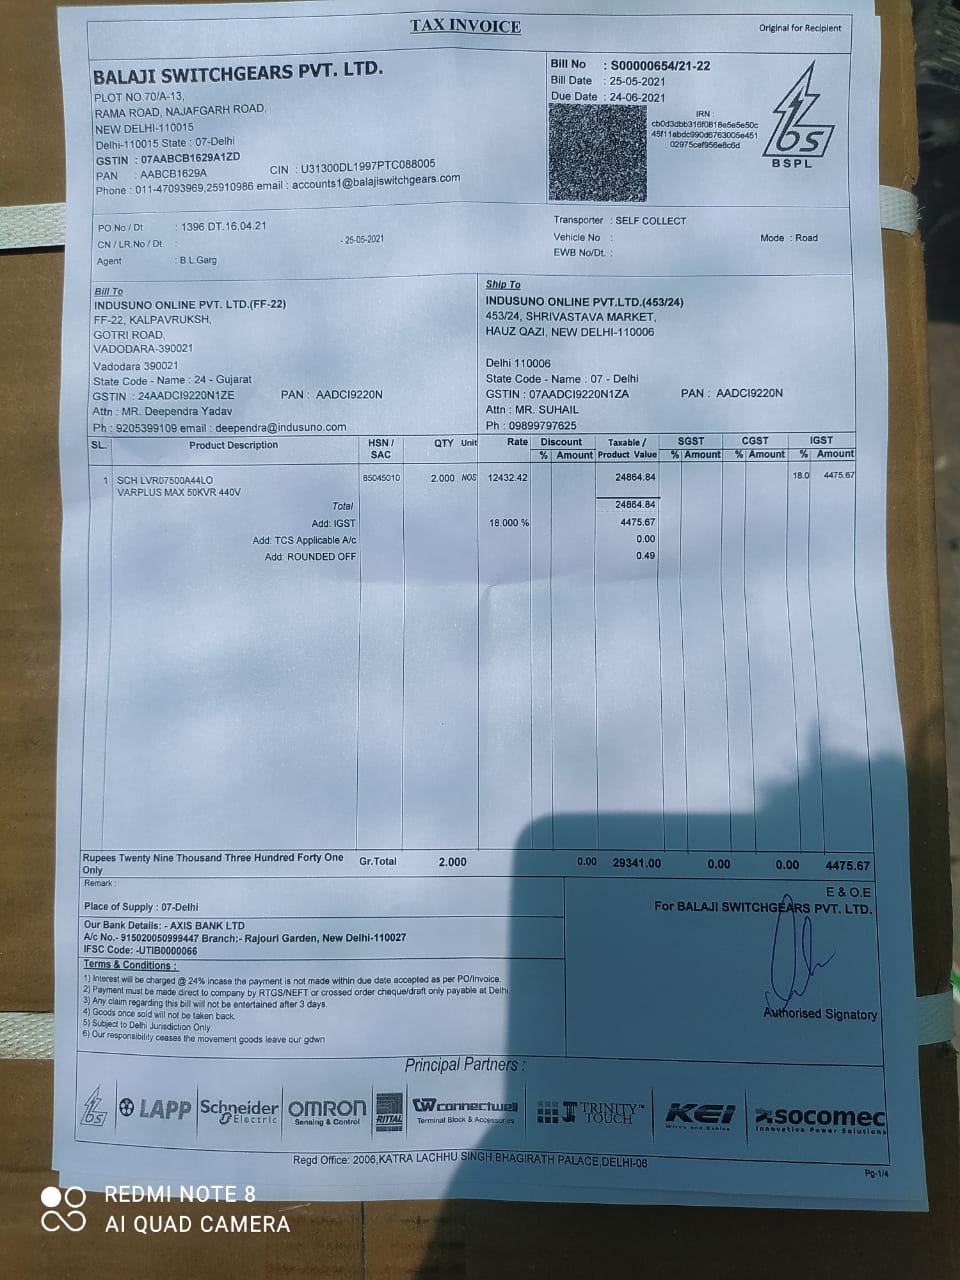 TAX INVOICE
Original for Recipient
BALAJI SWITCHGEARS PVT. LTD.
PLOT NO.70/A-13,
RAMA ROAD, NAJAFGARH ROAD,
NEW DELHI-110015
Delhi-110015 State : 07-Delhi
GSTIN : 07AABCB1629A1ZD
PAN : AABCB1629A CIN : U31300DL1997PTC088005
Phone : 011-47093969,25910986 email : accounts1@balajiswitchgears.com
Bill No : S00000654/21-22
Bill Date : 25-05-2021
Due Date : 24-06-2021
IRN :
02975cef956e8c6d
bs
BSPL
PO.No / Dt : 1396 DT.16.04.21
CN / LR.No / Dt. : - 25-05-2021
Agent : B.L.Garg
Transporter : SELF COLLECT
Vehicle No : Mode : Road
EWB No/Dt. :
Bill To
INDUSUNO ONLINE PVT. LTD.(FF-22)
FF-22, KALPAVRUKSH,
GOTRI ROAD,
VADODARA-390021
Vadodara 390021
State Code - Name : 24 - Gujarat
GSTIN : 24AADCI9220N1ZE PAN : AADCI9220N
Attn : MR. Deependra Yadav
Ph : 9205399109 email : deependra@indusuno.com
Ship To
INDUSUNO ONLINE PVT.LTD.(453/24)
453/24, SHRIVASTAVA MARKET,
HAUZ QAZI, NEW DELHI-110006
Delhi 110006
State Code - Name : 07 - Delhi
GSTIN : 07AADCI9220N1ZA PAN : AADCI9220N
Attn : MR. SUHAIL
Ph : 09899797625
SL. Product Description HSN / SAC QTY Unit Rate Discount Taxable / Product Value SGST CGST IGST
% Amount % Amount % Amount % Amount
1 SCH LVR07500A44LO 85045010 2.000 NOS 12432.42 24864.84 18.0 4475.67
VARPLUS MAX 50KVR 440V
Total 24864.84
Add: IGST 18.000 % 4475.67
Add: TCS Applicable A/c 0.00
Add: ROUNDED OFF 0.49
Rupees Twenty Nine Thousand Three Hundred Forty One
Only
Gr.Total 2.000 0.00 29341.00 0.00 0.00 4475.67
Remark :
Place of Supply : 07-Delhi
Our Bank Details: - AXIS BANK LTD
A/c No.- 915020050999447 Branch:- Rajouri Garden, New Delhi-110027
IFSC Code: -UTIB0000066
E & O.E
For BALAJI SWITCHGEARS PVT. LTD.
Authorised Signatory
Terms & Conditions :
1) Interest will be charged @ 24% incase the payment is not made within due date accepted as per PO/Invoice.
2) Payment must be made direct to company by RTGS/NEFT or crossed order cheque/draft only payable at Delhi.
3) Any claim regarding this bill will not be entertained after 3 days.
4) Goods once sold will not be taken back.
5) Subject to Delhi Jurisdiction Only.
6) Our responsibility ceases the movement goods leave our gdwn
Principal Partners :
bs
LAPP
Schneider Electric
OMRON
Sensing & Control
RITTAL
connectwell
Terminal Block & Accessories
TRINITY TOUCH
KEI
Wires and Cables
socomec
Innovative Power Solutions
Regd Office: 2006,KATRA LACHHU SINGH,BHAGIRATH PALACE,DELHI-06
Pg-1/4
REDMI NOTE 8
AI QUAD CAMERA